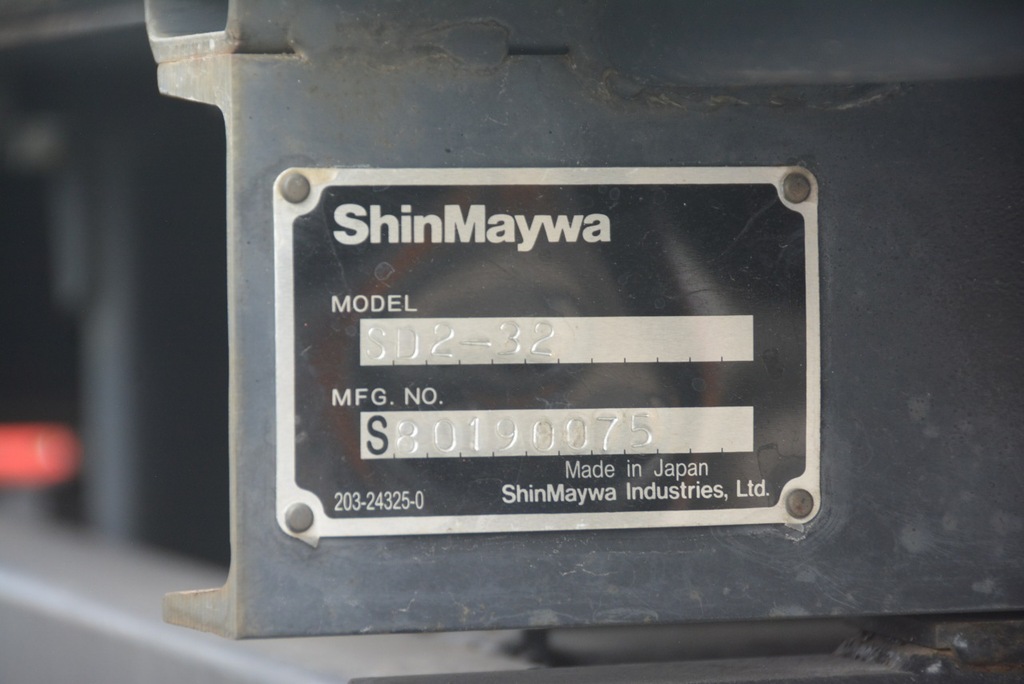 ShinMaywa
MODEL
SD2-32
MFG. NO.
S80190075
Made in Japan
203-24325-0 ShinMaywa Industries, Ltd.